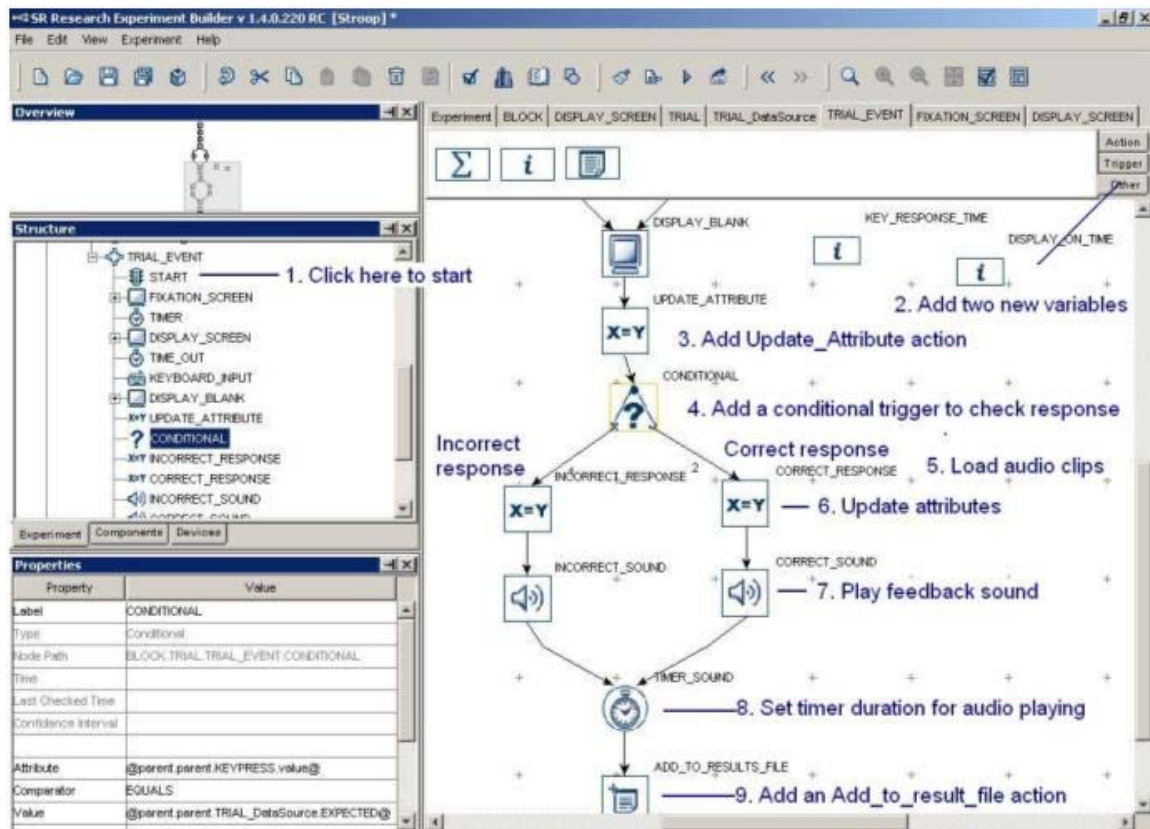 SR Research Experiment Builder v 1.4.0.220 RC [Stroop] *
File Edit View Experiment Help
Overview
Experiment BLOCK DISPLAY_SCREEN TRIAL TRIAL_DataSource TRIAL_EVENT FIXATION_SCREEN DISPLAY_SCREEN
Action
Trigger
Other
Structure
TRIAL_EVENT
START
1. Click here to start
FIXATION_SCREEN
TIMER
DISPLAY_SCREEN
TIME_OUT
KEYBOARD_INPUT
DISPLAY_BLANK
X=Y UPDATE_ATTRIBUTE
? CONDITIONAL
X=Y INCORRECT_RESPONSE
X=Y CORRECT_RESPONSE
INCORRECT_SOUND
CORRECT_SOUND
Experiment Components Devices
Properties
Property Value
Label CONDITIONAL
Type Conditional
Node Path BLOCK.TRIAL.TRIAL_EVENT.CONDITIONAL
Time
Last Checked Time
Confidence Interval
Attribute @parent.parent.KEYPRESS.value@
Comparator EQUALS
Value @parent.parent.TRIAL_DataSource.EXPECTED@
Σ i
DISPLAY_BLANK
KEY_RESPONSE_TIME
i
DISPLAY_ON_TIME
i
2. Add two new variables
UPDATE_ATTRIBUTE
X=Y
3. Add Update_Attribute action
CONDITIONAL
?
4. Add a conditional trigger to check response
Incorrect
response
Correct response
5. Load audio clips
INCORRECT_RESPONSE
2
CORRECT_RESPONSE
X=Y
X=Y
6. Update attributes
INCORRECT_SOUND
CORRECT_SOUND
7. Play feedback sound
TIMER_SOUND
8. Set timer duration for audio playing
ADD_TO_RESULTS_FILE
9. Add an Add_to_result_file action